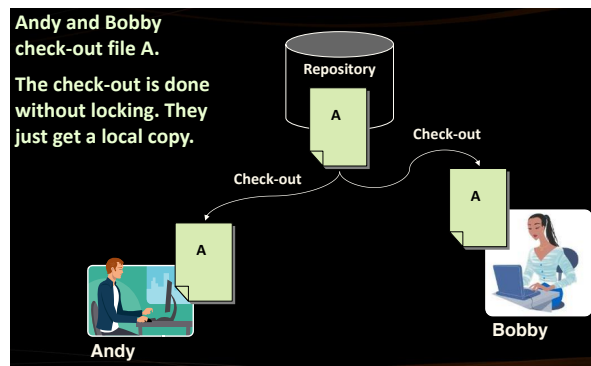 Andy and Bobby
check-out file A.
The check-out is done
without locking. They
just get a local copy.
Repository
A
Check-out
Check-out
A
A
Andy
Bobby